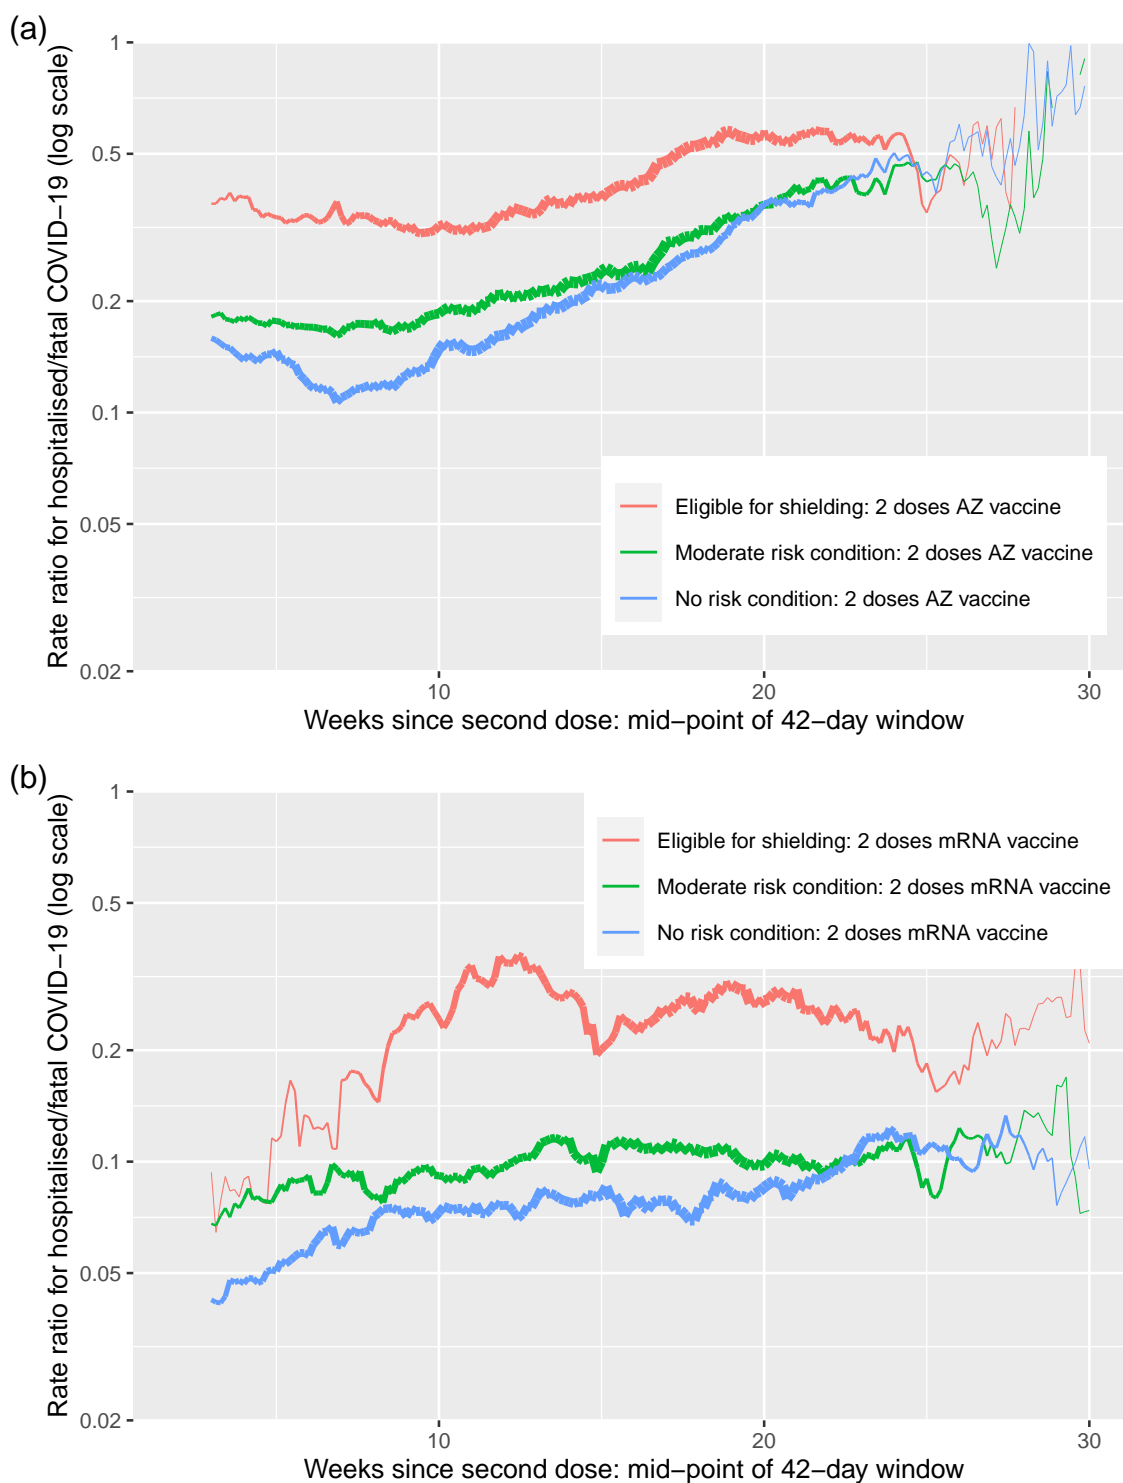 (a)
Rate ratio for hospitalised/fatal COVID−19 (log scale)
1
0.5
0.2
0.1
0.05
0.02
Eligible for shielding: 2 doses AZ vaccine
Moderate risk condition: 2 doses AZ vaccine
No risk condition: 2 doses AZ vaccine
10 20 30
Weeks since second dose: mid−point of 42−day window
(b)
Rate ratio for hospitalised/fatal COVID−19 (log scale)
1
0.5
0.2
0.1
0.05
0.02
Eligible for shielding: 2 doses mRNA vaccine
Moderate risk condition: 2 doses mRNA vaccine
No risk condition: 2 doses mRNA vaccine
10 20 30
Weeks since second dose: mid−point of 42−day window